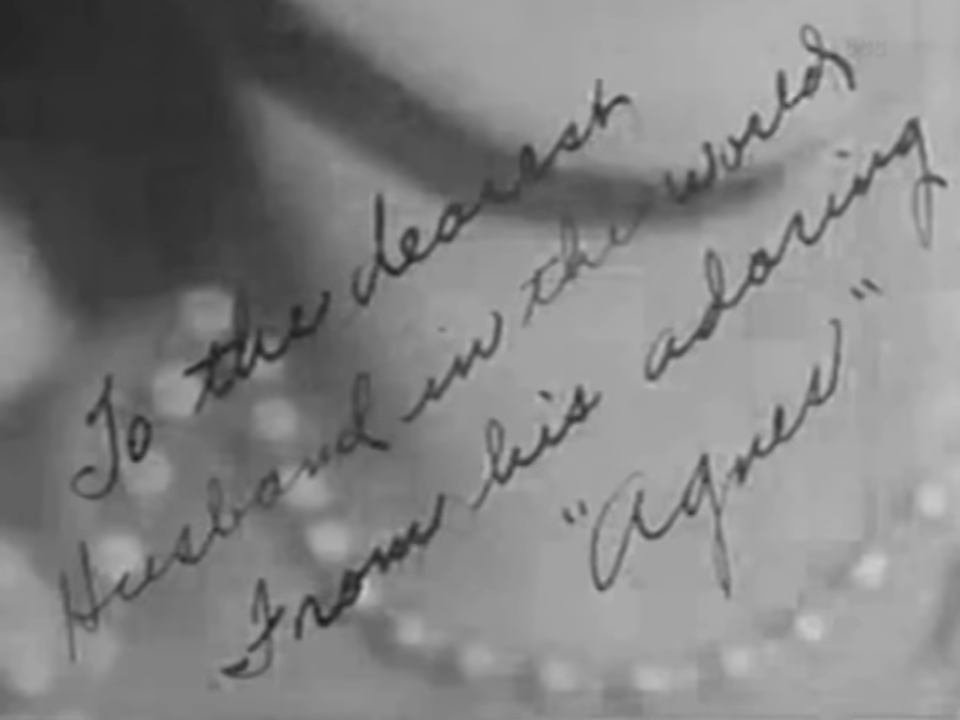 To the dearest
Husband in the world
From his adoring
"Agnes"